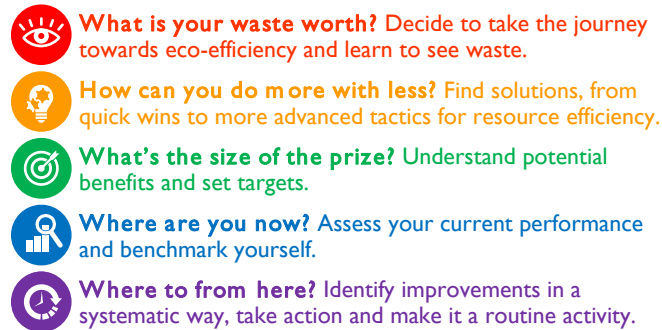 What is your waste worth? Decide to take the journey
towards eco-efficiency and learn to see waste.
How can you do more with less? Find solutions, from
quick wins to more advanced tactics for resource efficiency.
What's the size of the prize? Understand potential
benefits and set targets.
Where are you now? Assess your current performance
and benchmark yourself.
Where to from here? Identify improvements in a
systematic way, take action and make it a routine activity.